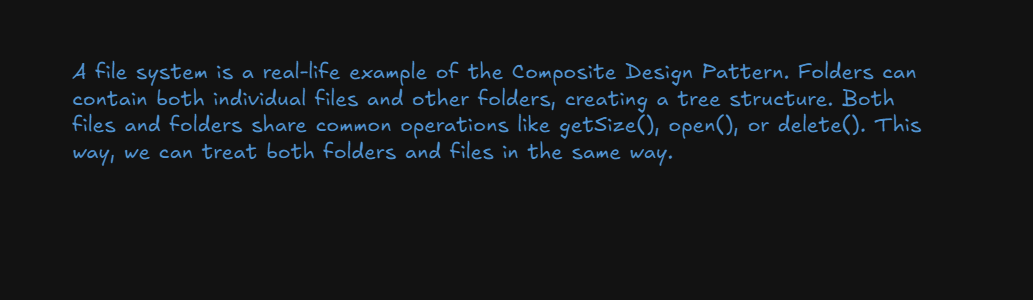 A file system is a real-life example of the Composite Design Pattern. Folders can
contain both individual files and other folders, creating a tree structure. Both
files and folders share common operations like getSize(), open(), or delete(). This
way, we can treat both folders and files in the same way.